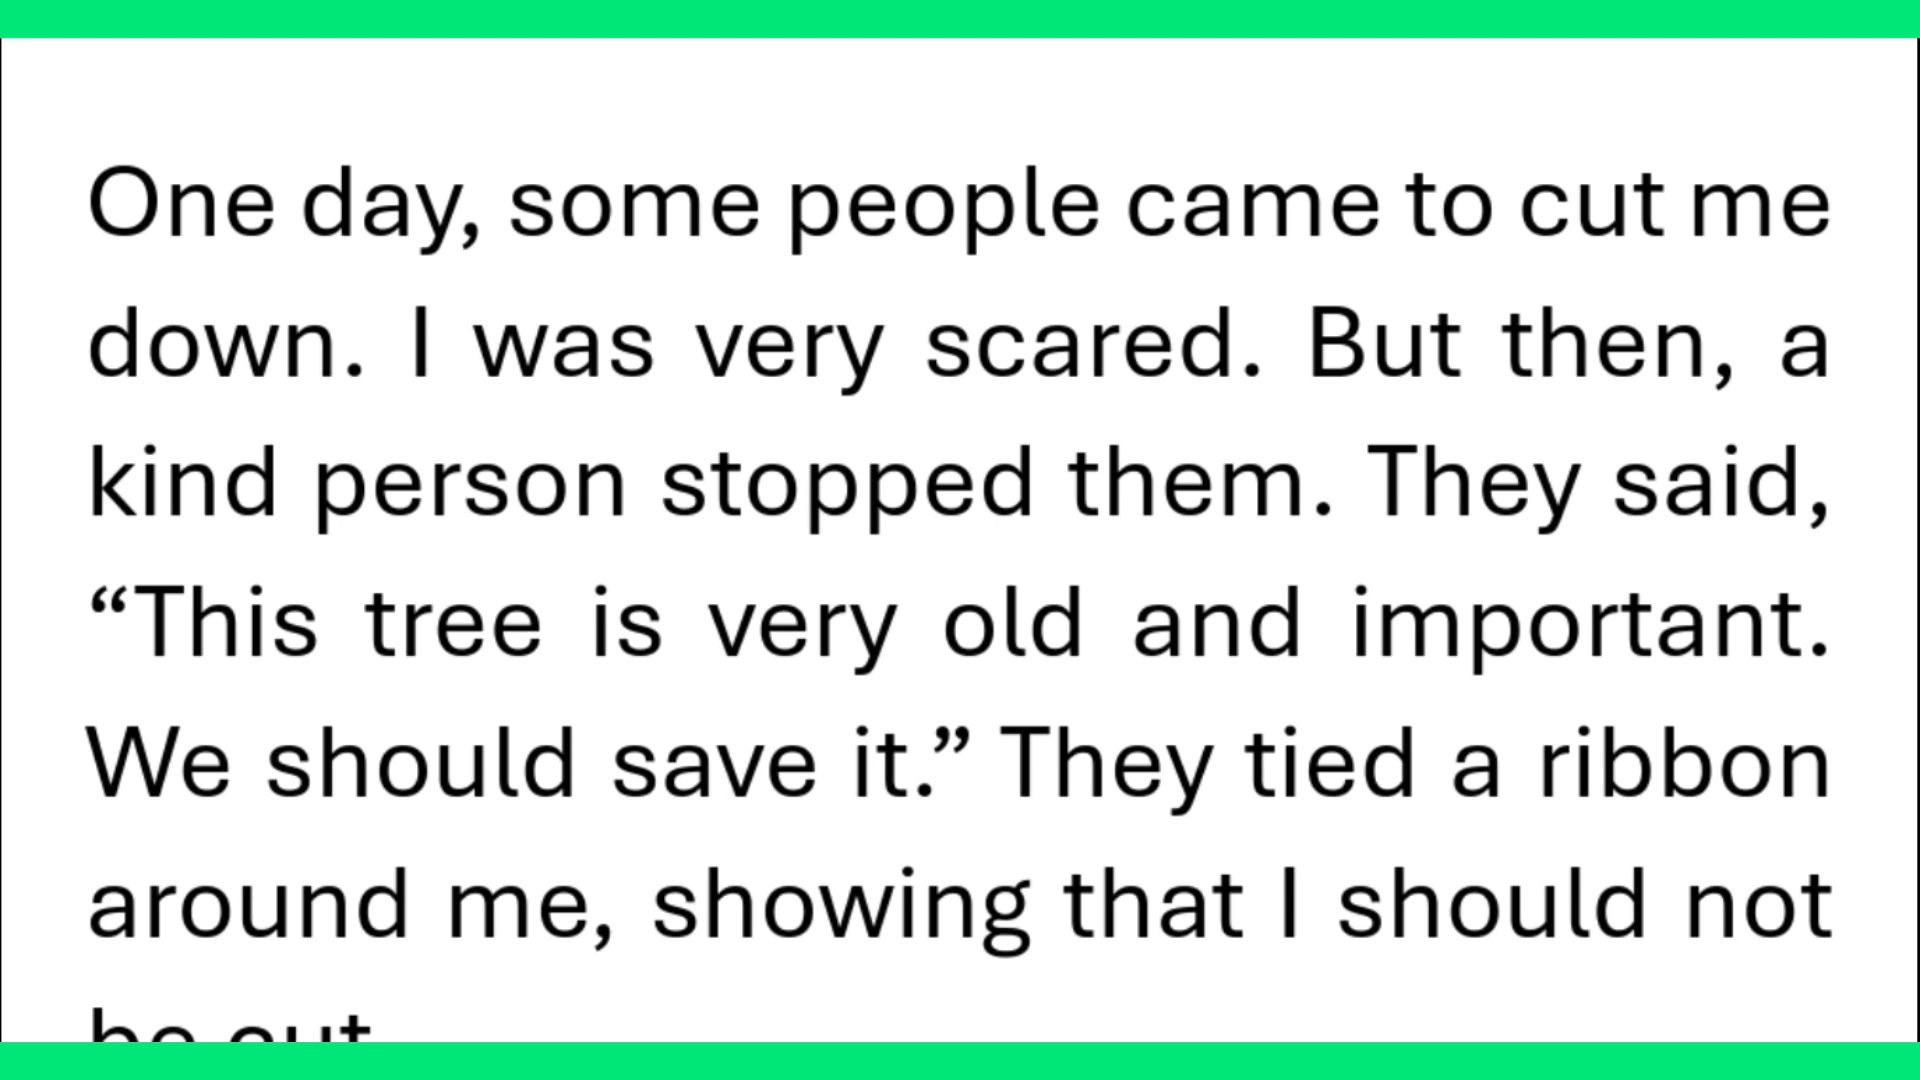 One day, some people came to cut me
down. I was very scared. But then, a
kind person stopped them. They said,
“This tree is very old and important.
We should save it.” They tied a ribbon
around me, showing that I should not
be cut